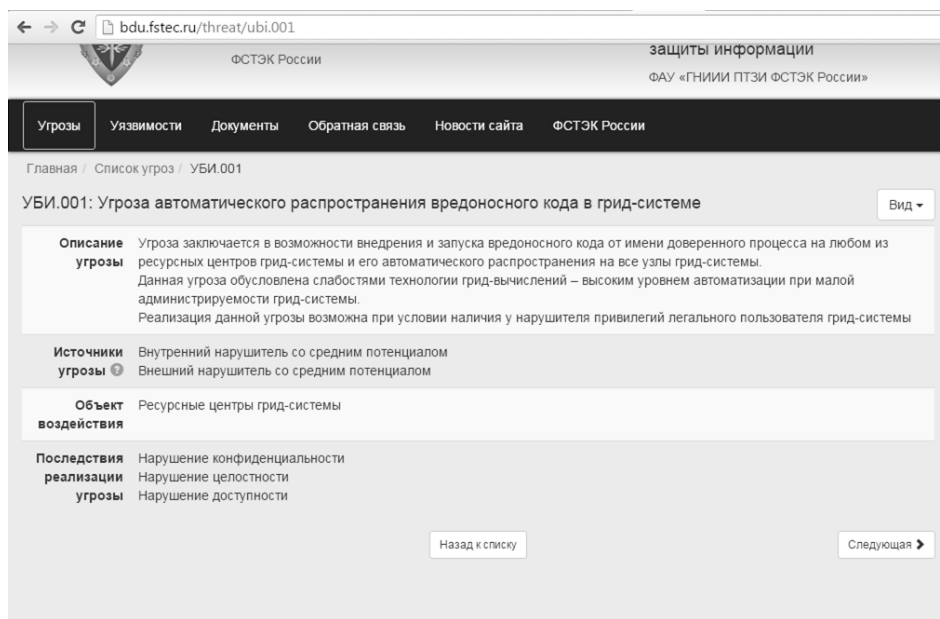 bdu.fstec.ru/threat/ubi.001
ФСТЭК России
защиты информации
ФАУ «ГНИИИ ПТЗИ ФСТЭК России»
Угрозы Уязвимости Документы Обратная связь Новости сайта ФСТЭК России
Главная / Список угроз / УБИ.001
УБИ.001: Угроза автоматического распространения вредоносного кода в грид-системе
Вид
Описание угрозы
Угроза заключается в возможности внедрения и запуска вредоносного кода от имени доверенного процесса на любом из
ресурсных центров грид-системы и его автоматического распространения на все узлы грид-системы.
Данная угроза обусловлена слабостями технологии грид-вычислений – высоким уровнем автоматизации при малой
администрируемости грид-системы.
Реализация данной угрозы возможна при условии наличия у нарушителя привилегий легального пользователя грид-системы
Источники угрозы ?
Внутренний нарушитель со средним потенциалом
Внешний нарушитель со средним потенциалом
Объект воздействия
Ресурсные центры грид-системы
Последствия реализации угрозы
Нарушение конфиденциальности
Нарушение целостности
Нарушение доступности
Назад к списку
Следующая